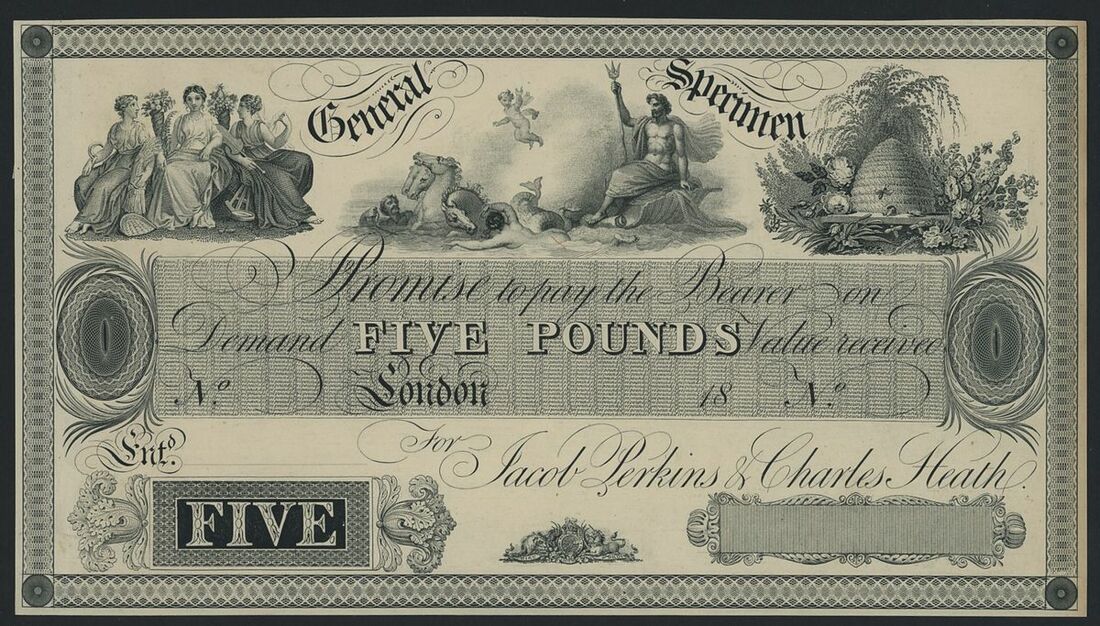 General Specimen
Promise to pay the Bearer on
Demand FIVE POUNDS Value received
No. London 18 No.
Entd. For Jacob Perkins & Charles Heath.
FIVE